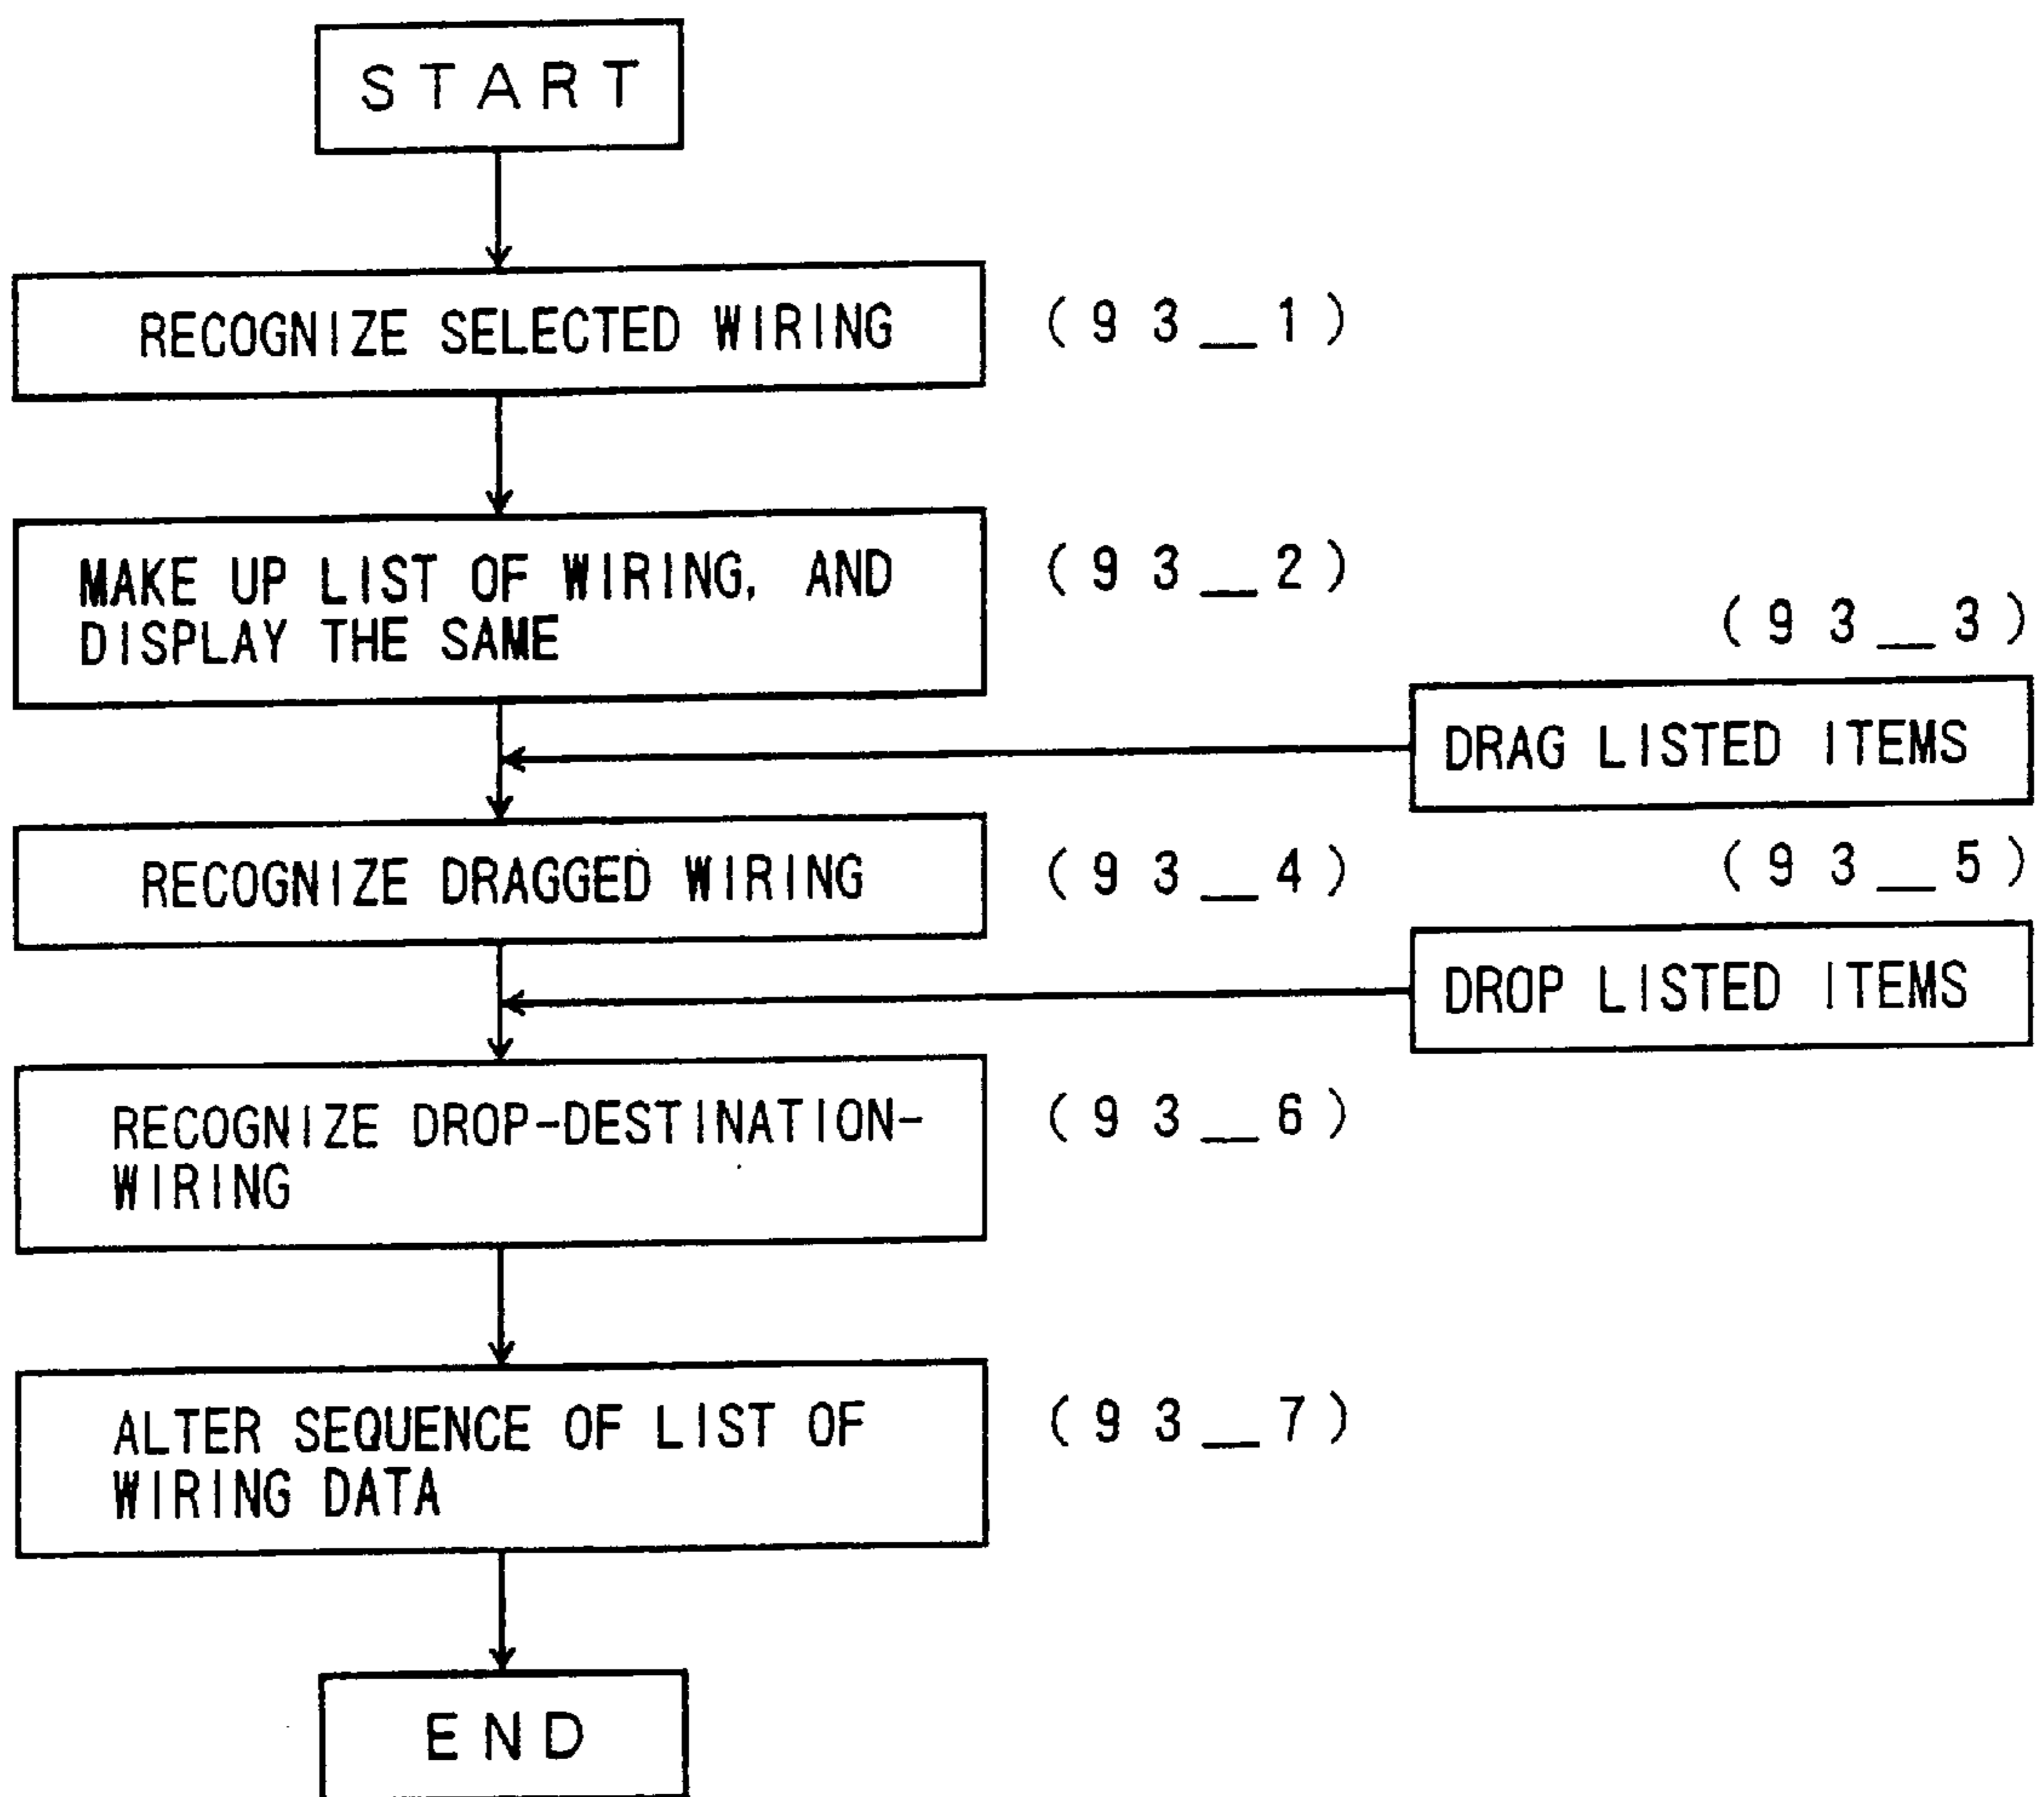 START
RECOGNIZE SELECTED WIRING
(93_1)
MAKE UP LIST OF WIRING, AND
DISPLAY THE SAME
(93_2)
(93_3)
DRAG LISTED ITEMS
RECOGNIZE DRAGGED WIRING
(93_4)
(93_5)
DROP LISTED ITEMS
RECOGNIZE DROP-DESTINATION-
WIRING
(93_6)
ALTER SEQUENCE OF LIST OF
WIRING DATA
(93_7)
END